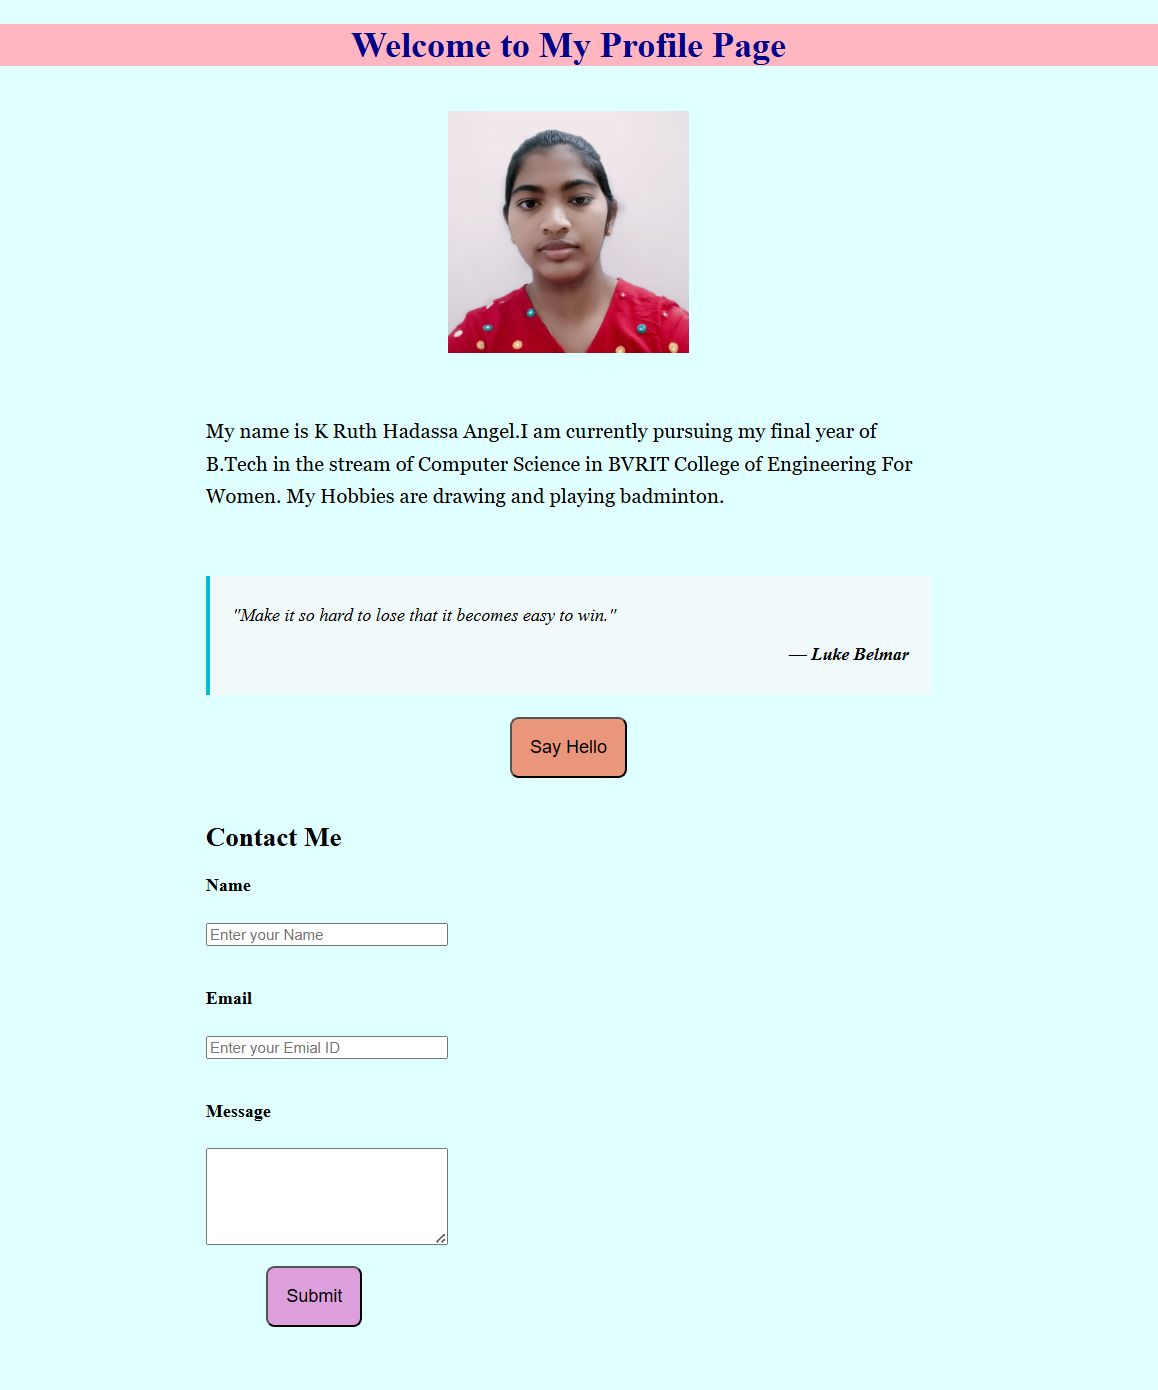 Welcome to My Profile Page
My name is K Ruth Hadassa Angel.I am currently pursuing my final year of
B.Tech in the stream of Computer Science in BVRIT College of Engineering For
Women. My Hobbies are drawing and playing badminton.
"Make it so hard to lose that it becomes easy to win."
— Luke Belmar
Say Hello
Contact Me
Name
Enter your Name
Email
Enter your Emial ID
Message
Submit